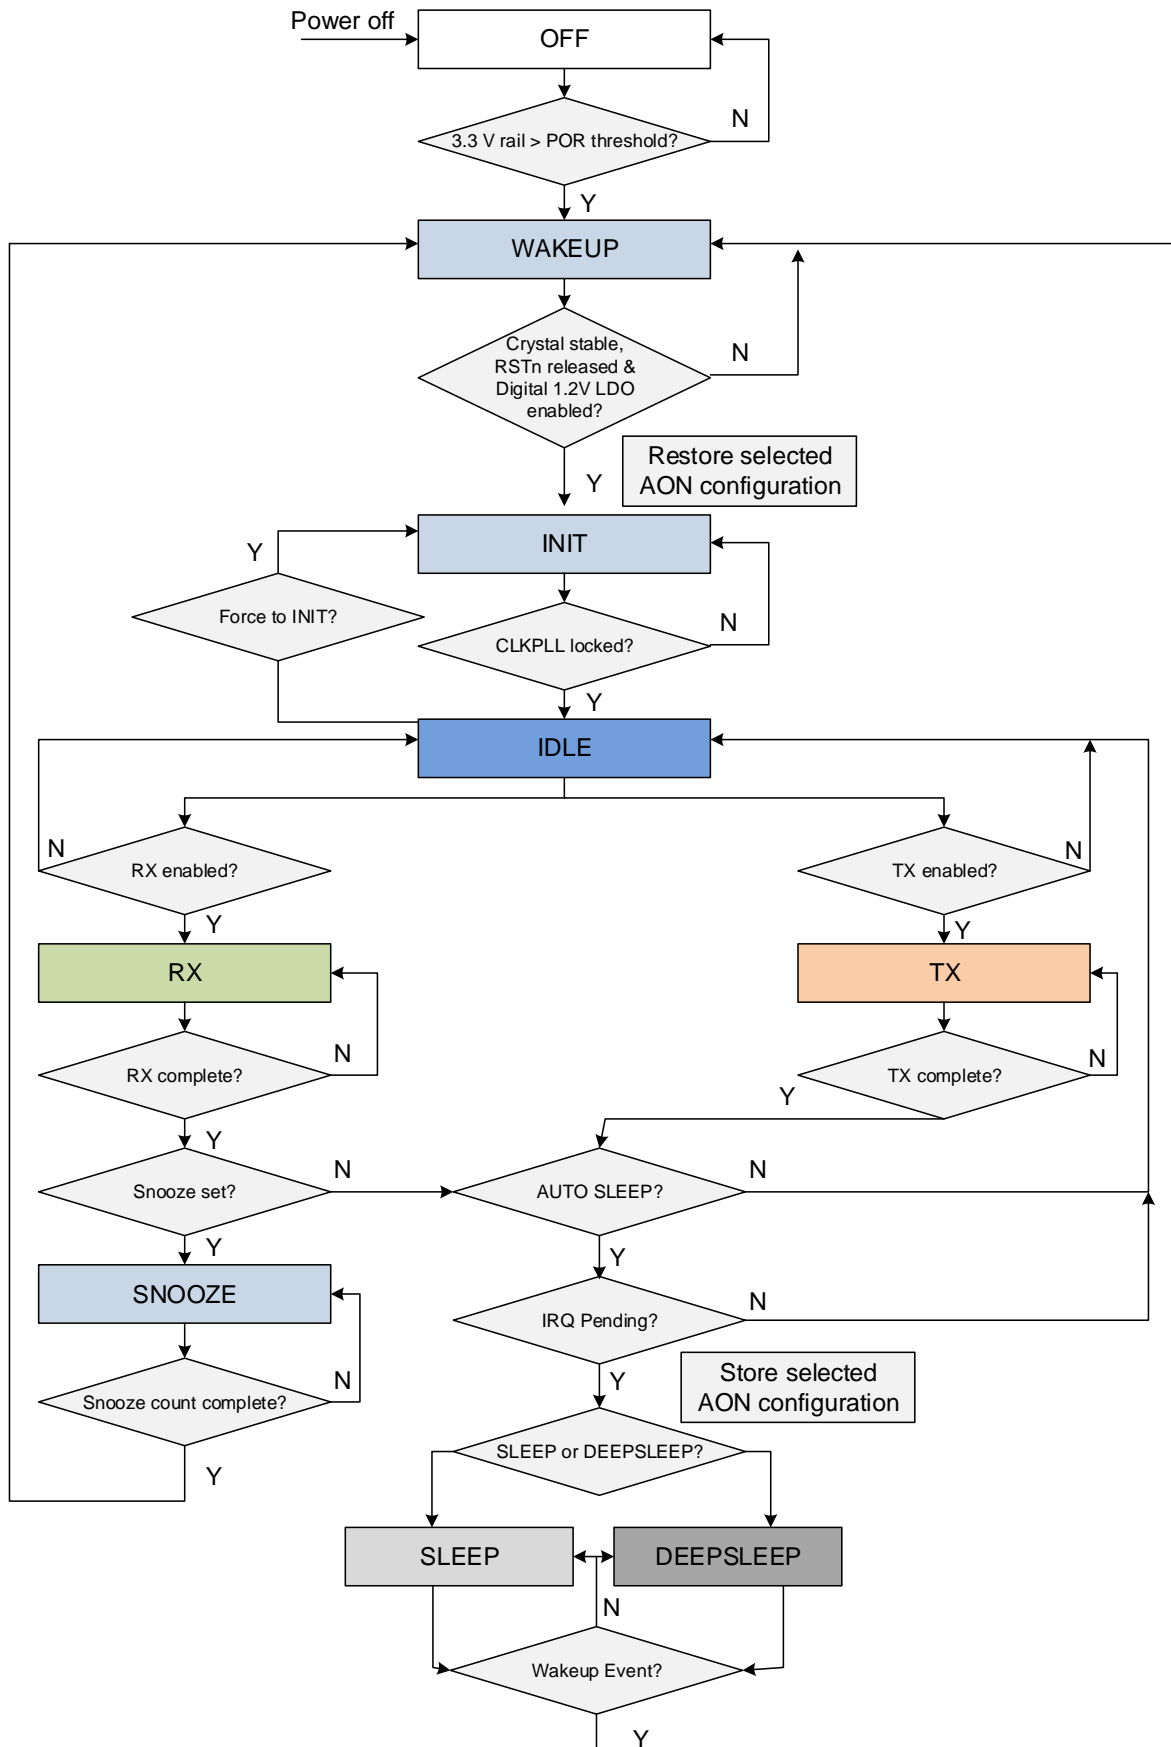 Power off
OFF
N
3.3 V rail > POR threshold?
Y
WAKEUP
Crystal stable,
RSTn released &
Digital 1.2V LDO
enabled?
N
Y
Restore selected
AON configuration
INIT
Y
Force to INIT?
CLKPLL locked?
N
Y
IDLE
N
RX enabled?
TX enabled?
N
Y
Y
RX
TX
RX complete?
N
TX complete?
N
Y
Y
Snooze set?
N
AUTO SLEEP?
N
Y
Y
SNOOZE
IRQ Pending?
N
Snooze count complete?
N
Y
Store selected
AON configuration
SLEEP or DEEPSLEEP?
Y
SLEEP
DEEPSLEEP
N
Wakeup Event?
Y